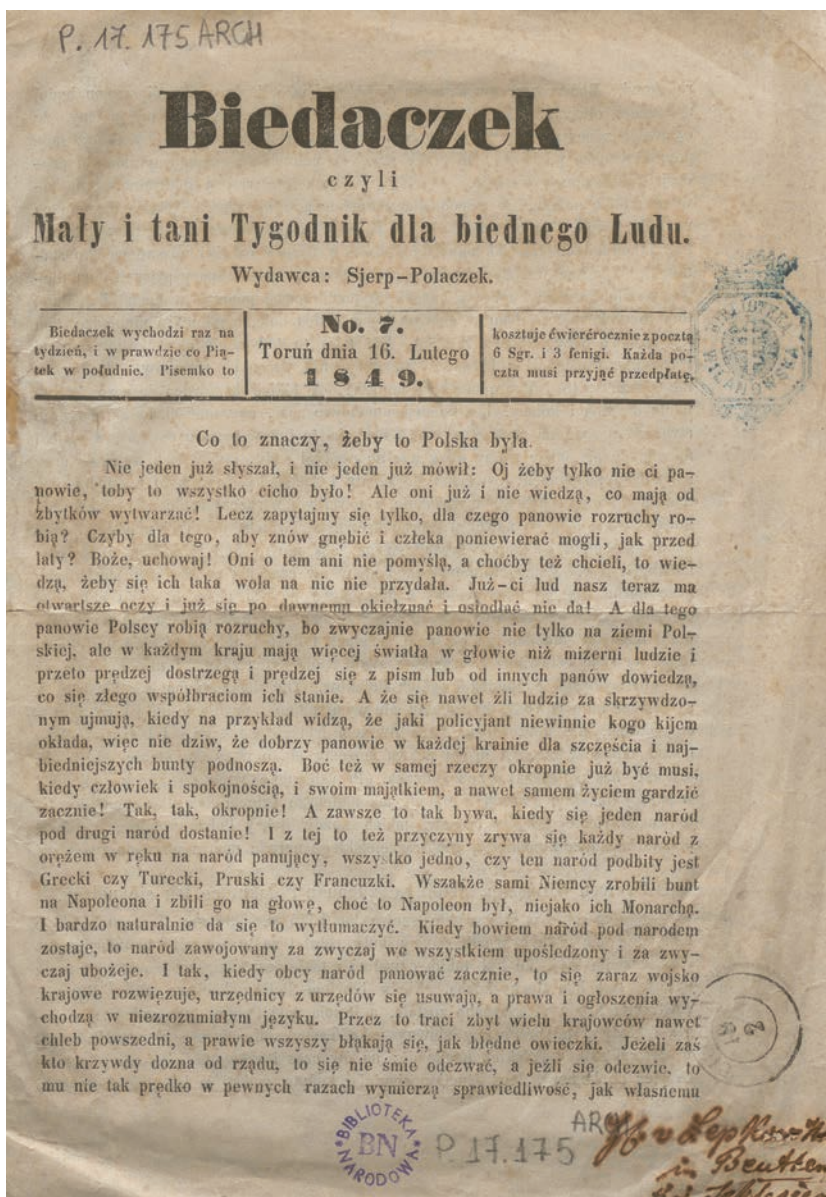 P. 17. 175 ARCH
Biedaczek
czyli
Mały i tani Tygodnik dla biednego Ludu.
Wydawca: Sjerp-Polaczek.
Biedaczek wychodzi raz na
tydzień, i w prawdzie co Pią-
tek w południe. Pisemko to
No. 7.
Toruń dnia 16. Lutego
1849.
kosztuje ćwierérocznie z pocztą
6 Sgr. i 3 fenigi. Każda po-
czta musi przyjąć przedpłatę.
Co to znaczy, żeby to Polska była.
Nie jeden już słyszał, i nie jeden już mówił: Oj żeby tylko nie ci pa-
nowie, toby to wszystko cicho było! Ale oni już i nie wiedzą, co mają od
zbytków wytwarzać! Lecz zapytajmy się tylko, dla czego panowie rozruchy ro-
bią? Czyby dla tego, aby znów gnębić i człeka poniewierać mogli, jak przed
laty? Boże, uchowaj! Oni o tem ani nie pomyślą, a choćby też chcieli, to wie-
dzą, żeby się ich taka wola na nic nie przydała. Już-ci lud nasz teraz ma
otwartsze oczy i już się po dawnemu okiełznać i osiodłać nie da! A dla tego
panowie Polscy robią rozruchy, bo zwyczajnie panowie nie tylko na ziemi Pol-
skiej, ale w każdym kraju mają więcej światła w głowie niż mizerni ludzie i
przeto prędzej dostrzegą i prędzej się z pism lub od innych panów dowiedzą,
co się złego współbraciom ich stanie. A że się nawet źli ludzie za skrzywdzo-
nym ujmują, kiedy na przykład widzą, że jaki policyjant niewinnie kogo kijem
okłada, więc nie dziw, że dobrzy panowie w każdej krainie dla szczęścia i naj-
biedniejszych bunty podnoszą. Boć też w samej rzeczy okropnie już być musi,
kiedy człowiek i spokojnością, i swoim majątkiem, a nawet samem życiem gardzić
zacznie! Tak, tak, okropnie! A zawsze to tak bywa, kiedy się jeden naród
pod drugi naród dostanie! I z tej to też przyczyny zrywa się każdy naród z
orężem w ręku na naród panujący, wszystko jedno, czy ten naród podbity jest
Grecki czy Turecki, Pruski czy Francuzki. Wszakże sami Niemcy zrobili bunt
na Napoleona i zbili go na głowę, choć to Napoleon był, niejako ich Monarchą.
I bardzo naturalnie da się to wytłumaczyć. Kiedy bowiem naród pod narodem
zostaje, to naród zawojowany za zwyczaj we wszystkiem upośledzony i za zwy-
czaj ubożeje. I tak, kiedy obcy naród panować zacznie, to się zaraz wojsko
krajowe rozwięzuje, urzędnicy z urzędów się usuwają, a prawa i ogłoszenia wy-
chodzą w niezrozumiałym języku. Przez to traci zbyt wielu krajowców nawet
chleb powszedni, a prawie wszyszy błąkają się, jak błędne owieczki. Jeżeli zaś
kto krzywdy dozna od rządu, to się nie śmie odezwać, a jeźli się odezwie, to
mu nie tak prędko w pewnych razach wymierzą sprawiedliwość, jak własnemu
BIBLIOTEKA
BN
NARODOWA
P. 17.175
ARCH
in Beuthen